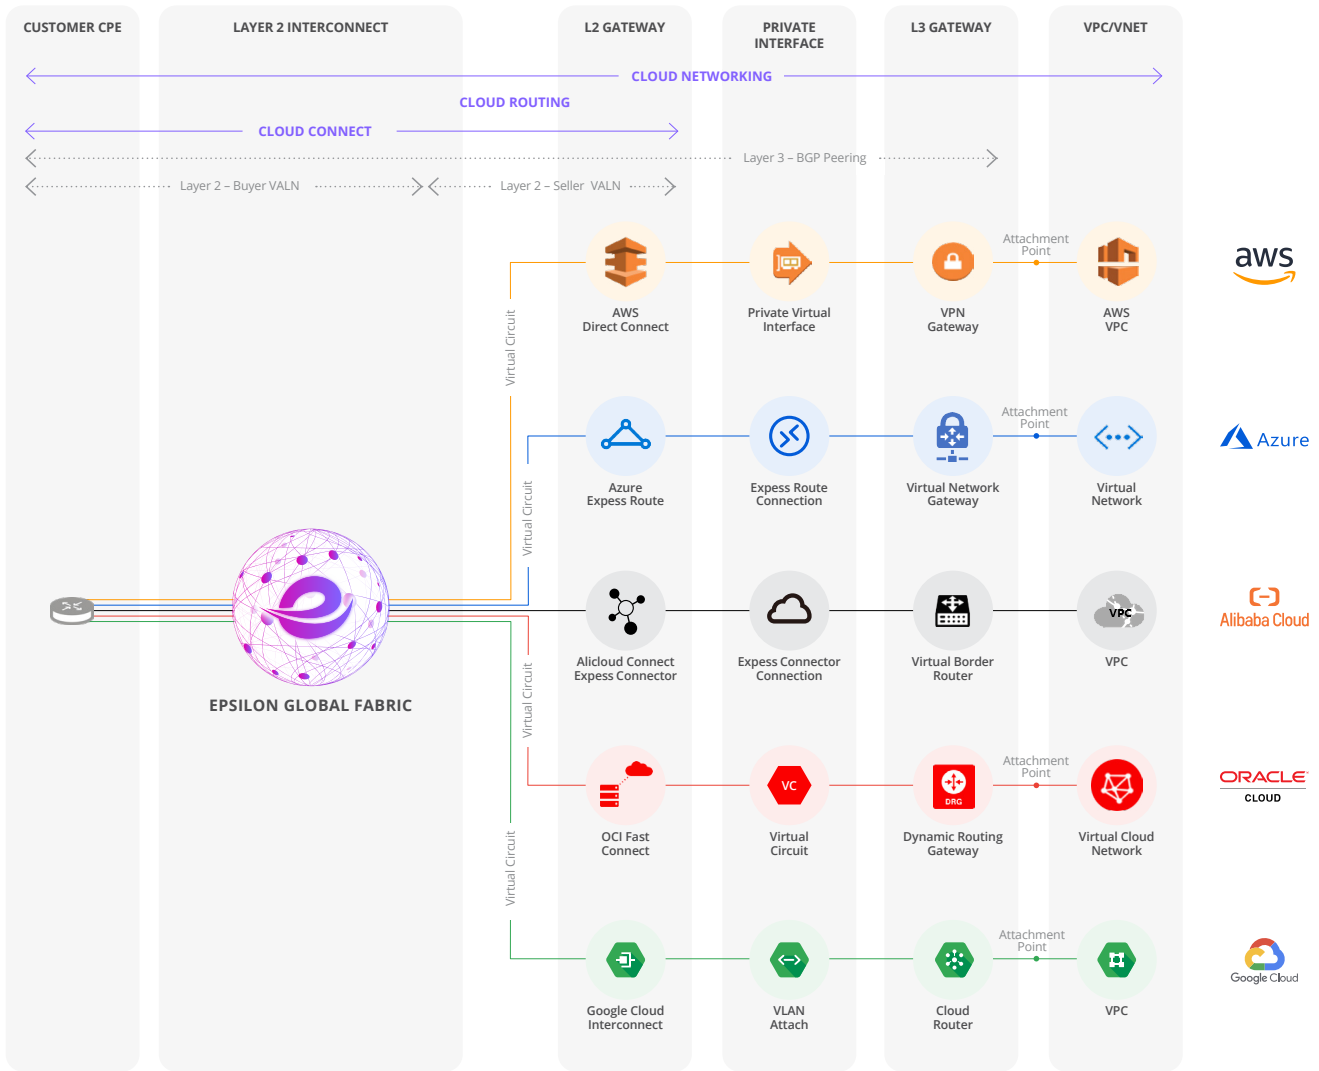 CUSTOMER CPE
LAYER 2 INTERCONNECT
L2 GATEWAY
PRIVATE
INTERFACE
L3 GATEWAY
VPC/VNET
CLOUD NETWORKING
CLOUD ROUTING
CLOUD CONNECT
Layer 3 – BGP Peering
Layer 2 – Buyer VALN
Layer 2 – Seller VALN
Virtual Circuit
AWS
Direct Connect
Private Virtual
Interface
VPN
Gateway
Attachment
Point
AWS
VPC
aws
Virtual Circuit
Azure
Expess Route
Expess Route
Connection
Virtual Network
Gateway
Attachment
Point
Virtual
Network
Azure
EPSILON GLOBAL FABRIC
Alicloud Connect
Expess Connector
Expess Connector
Connection
Virtual Border
Router
VPC
VPC
Alibaba Cloud
Virtual Circuit
OCI Fast
Connect
VC
Virtual
Circuit
DRG
Dynamic Routing
Gateway
Attachment
Point
Virtual Cloud
Network
ORACLE
CLOUD
Virtual Circuit
Google Cloud
Interconnect
VLAN
Attach
Cloud
Router
Attachment
Point
VPC
Google Cloud